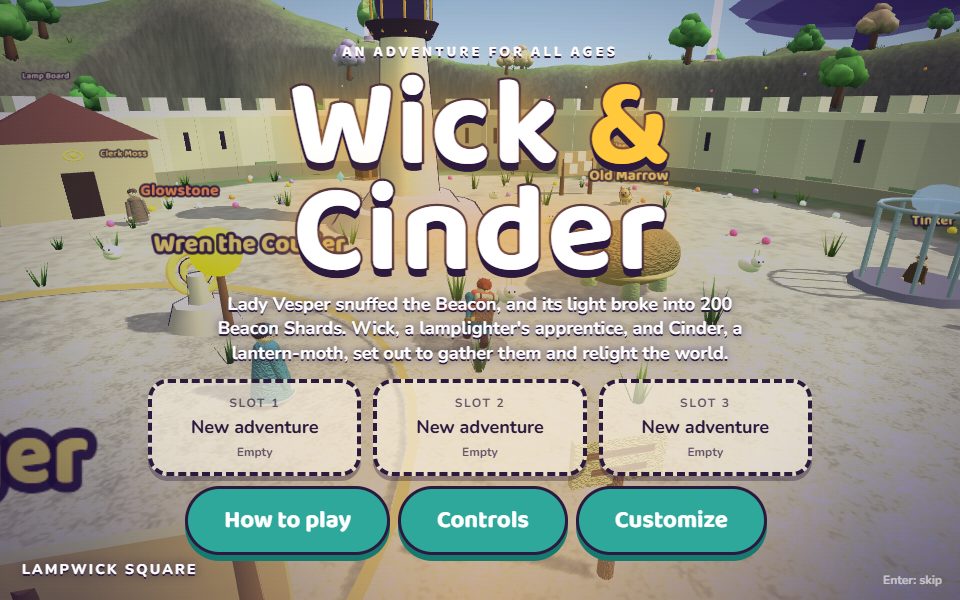 AN ADVENTURE FOR ALL AGES
Lamp Board
Wick &
Clerk Moss
Old Marrow
Glowstone
Tinker
Wren the Courier
Cinder
Lady Vesper snuffed the Beacon, and its light broke into 200
Beacon Shards. Wick, a lamplighter's apprentice, and Cinder, a
lantern-moth, set out to gather them and relight the world.
SLOT 1
New adventure
Empty
SLOT 2
New adventure
Empty
SLOT 3
New adventure
Empty
ger
How to play
Controls
Customize
LAMPWICK SQUARE
Enter: skip